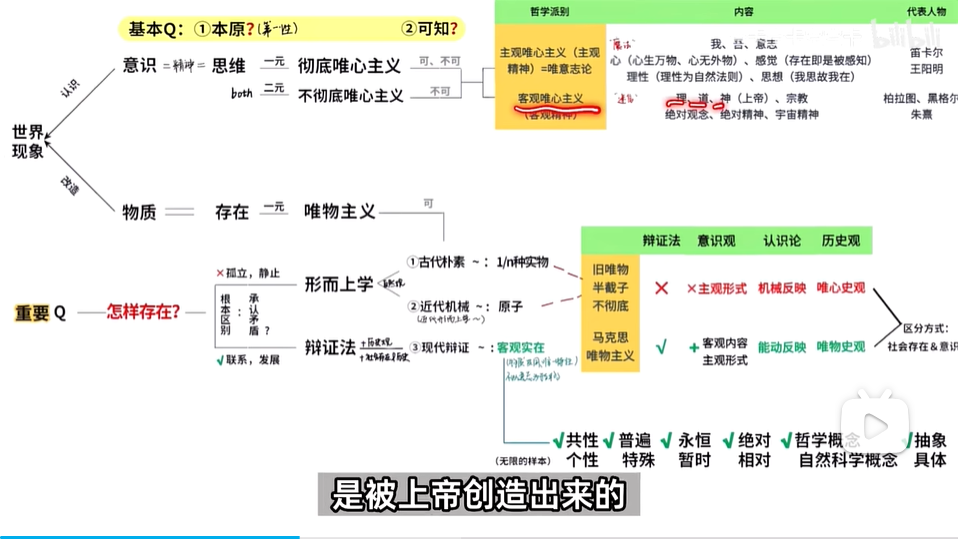 基本Q：①本原？(第一性) ②可知？
哲学派别 内容 代表人物
bilibili
意识 =精神= 思维 一元 彻底唯心主义 可、不可
both 二元 不彻底唯心主义 不可
主观唯心主义（主观
精神）=唯意志论
我、吾、意志
心（心生万物、心无外物）、感觉（存在即是被感知）
理性（理性为自然法则）、思想（我思故我在）
笛卡尔
王阳明
客观唯心主义
（客观精神）
理、道、神（上帝）、宗教
绝对观念、绝对精神、宇宙精神
柏拉图、黑格尔
朱熹
认识
世界
现象
改造
物质 存在 一元 唯物主义 可
辩证法 意识观 认识论 历史观
重要Q 怎样存在？
×孤立，静止
根本区别
承认矛盾？
√联系，发展
形而上学
①古代朴素 ~：1/n种实物
②近代机械 ~：原子
辩证法
③现代辩证 ~：客观实在
旧唯物
半截子
不彻底
× ×主观形式 机械反映 唯心史观
马克思
唯物主义
√ + 客观内容
主观形式
能动反映 唯物史观
区分方式：
社会存在&意识
√共性 √普遍 √永恒 √绝对 √哲学概念 √抽象
(无限的样本) 个性 特殊 暂时 相对 自然科学概念 具体
是被上帝创造出来的